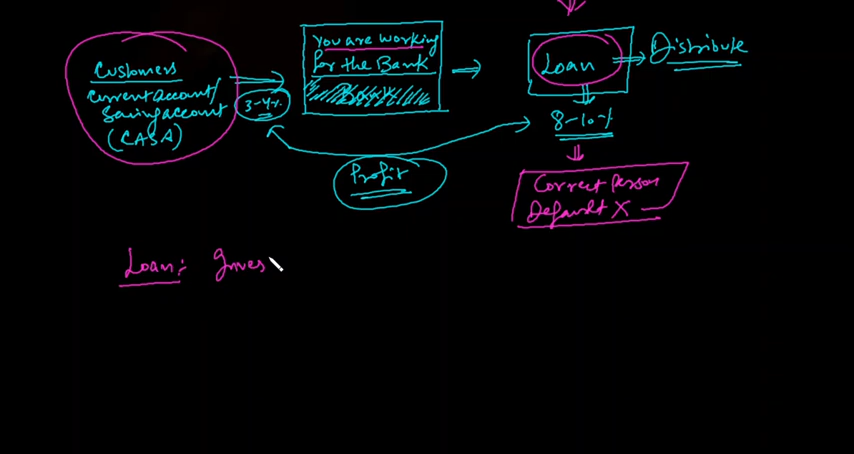 Customers
Current account/
Saving account
(CASA)
3-4%
You are working
for the Bank
Profit
Loan
Distribute
8-10%
Correct Person
Default X
Loan: